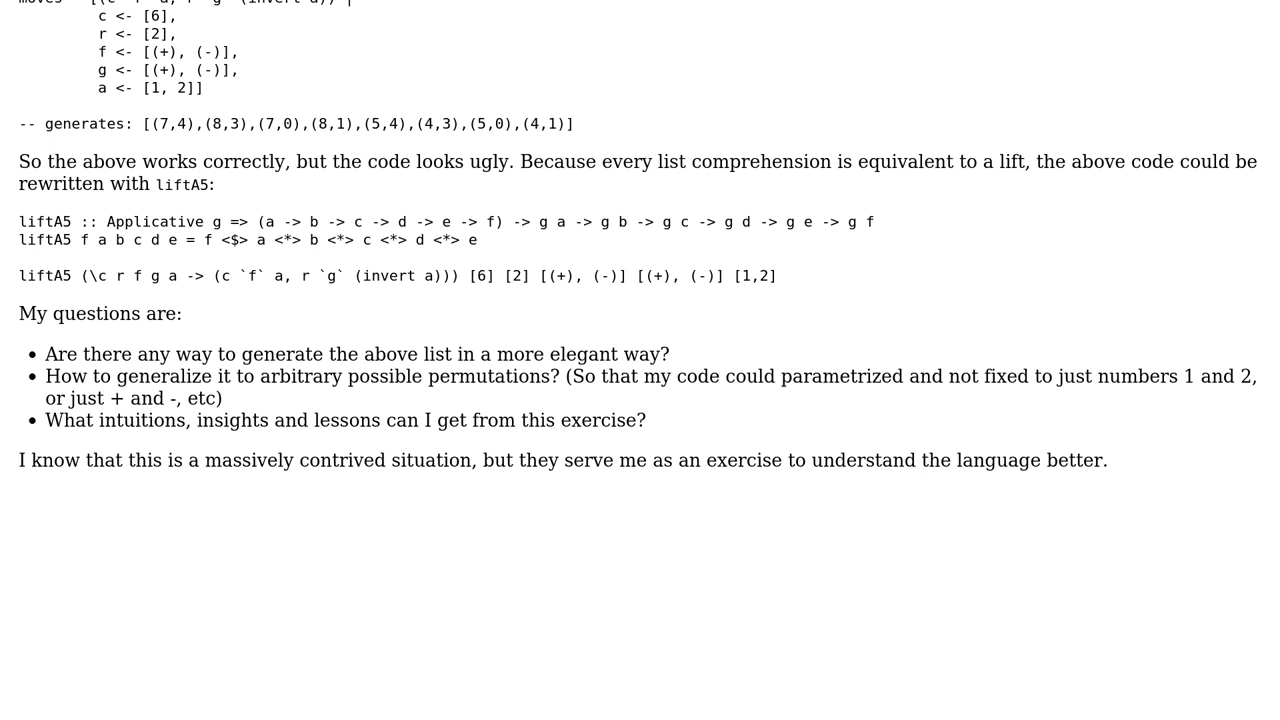 c <- [6],
r <- [2],
f <- [(+), (-)],
g <- [(+), (-)],
a <- [1, 2]]
-- generates: [(7,4),(8,3),(7,0),(8,1),(5,4),(4,3),(5,0),(4,1)]
So the above works correctly, but the code looks ugly. Because every list comprehension is equivalent to a lift, the above code could be
rewritten with liftA5:
liftA5 :: Applicative g => (a -> b -> c -> d -> e -> f) -> g a -> g b -> g c -> g d -> g e -> g f
liftA5 f a b c d e = f <$> a <*> b <*> c <*> d <*> e
liftA5 (\c r f g a -> (c `f` a, r `g` (invert a))) [6] [2] [(+), (-)] [(+), (-)] [1,2]
My questions are:
• Are there any way to generate the above list in a more elegant way?
• How to generalize it to arbitrary possible permutations? (So that my code could parametrized and not fixed to just numbers 1 and 2,
or just + and -, etc)
• What intuitions, insights and lessons can I get from this exercise?
I know that this is a massively contrived situation, but they serve me as an exercise to understand the language better.